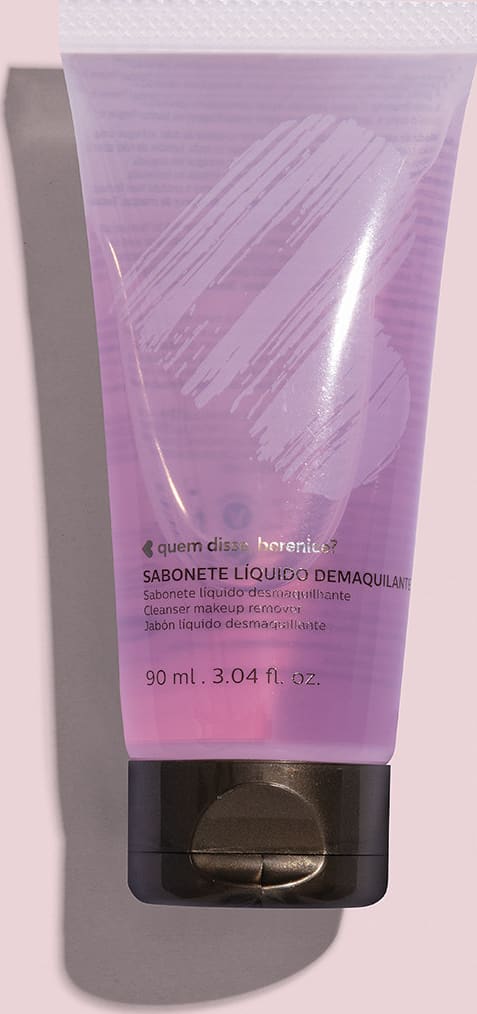 quem disse, berenice?
SABONETE LÍQUIDO DEMAQUILANTE
Sabonete líquido desmaquilhante
Cleanser makeup remover
Jabón líquido desmaquillante
90 ml . 3.04 fl. oz.